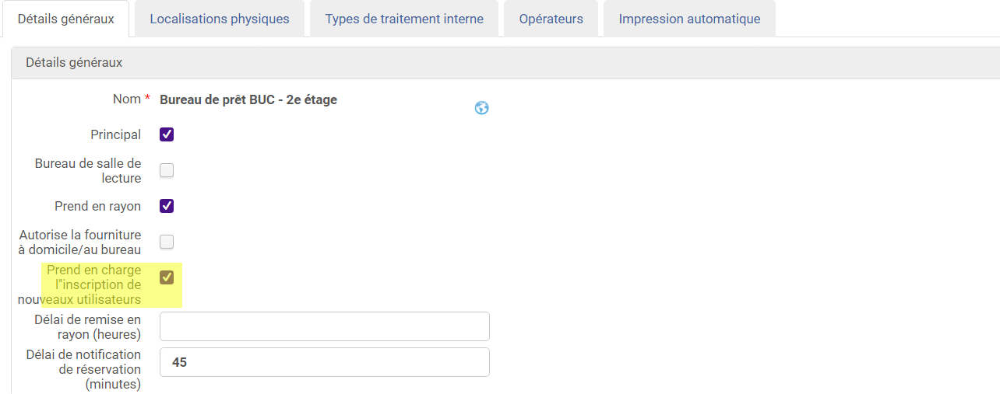 Détails généraux
Localisations physiques
Types de traitement interne
Opérateurs
Impression automatique
Détails généraux
Nom *
Bureau de prêt BUC - 2e étage
Principal
Bureau de salle de
lecture
Prend en rayon
Autorise la fourniture
à domicile/au bureau
Prend en charge
l''inscription de
nouveaux utilisateurs
Délai de remise en
rayon (heures)
Délai de notification
de réservation
(minutes)
45